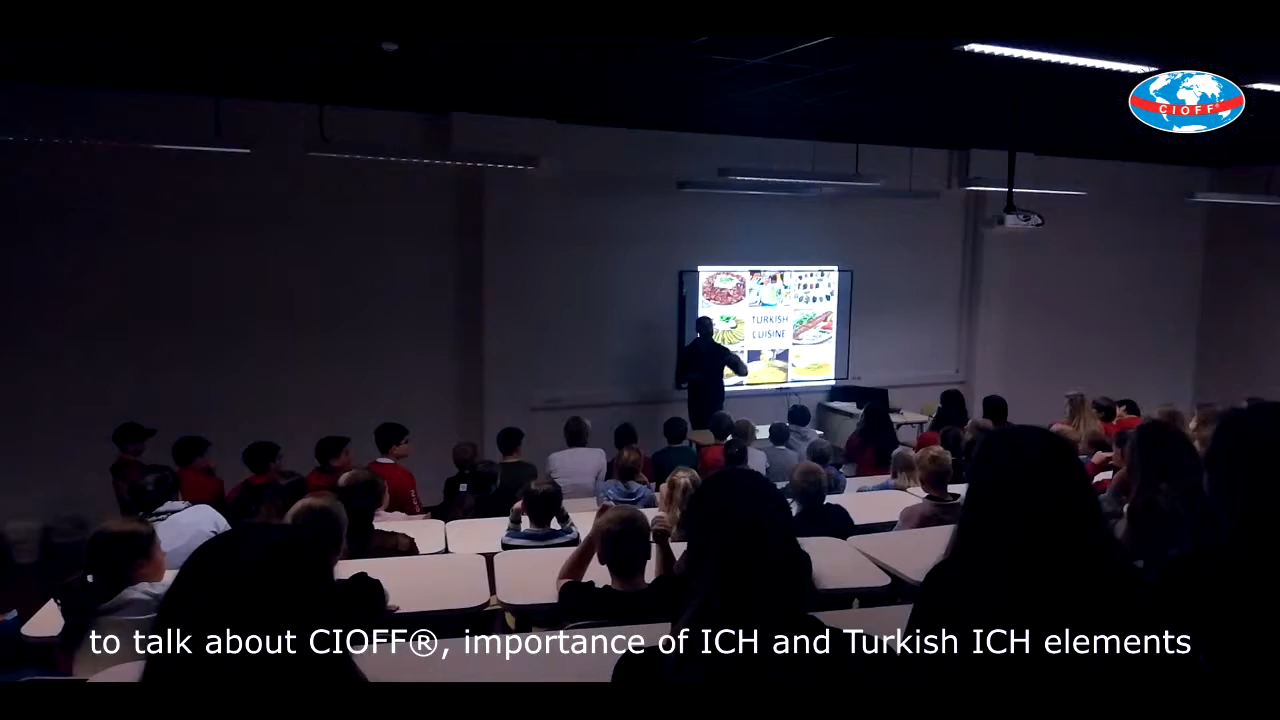 CIOFF®
TURKISH
CUISINE
to talk about CIOFF®, importance of ICH and Turkish ICH elements